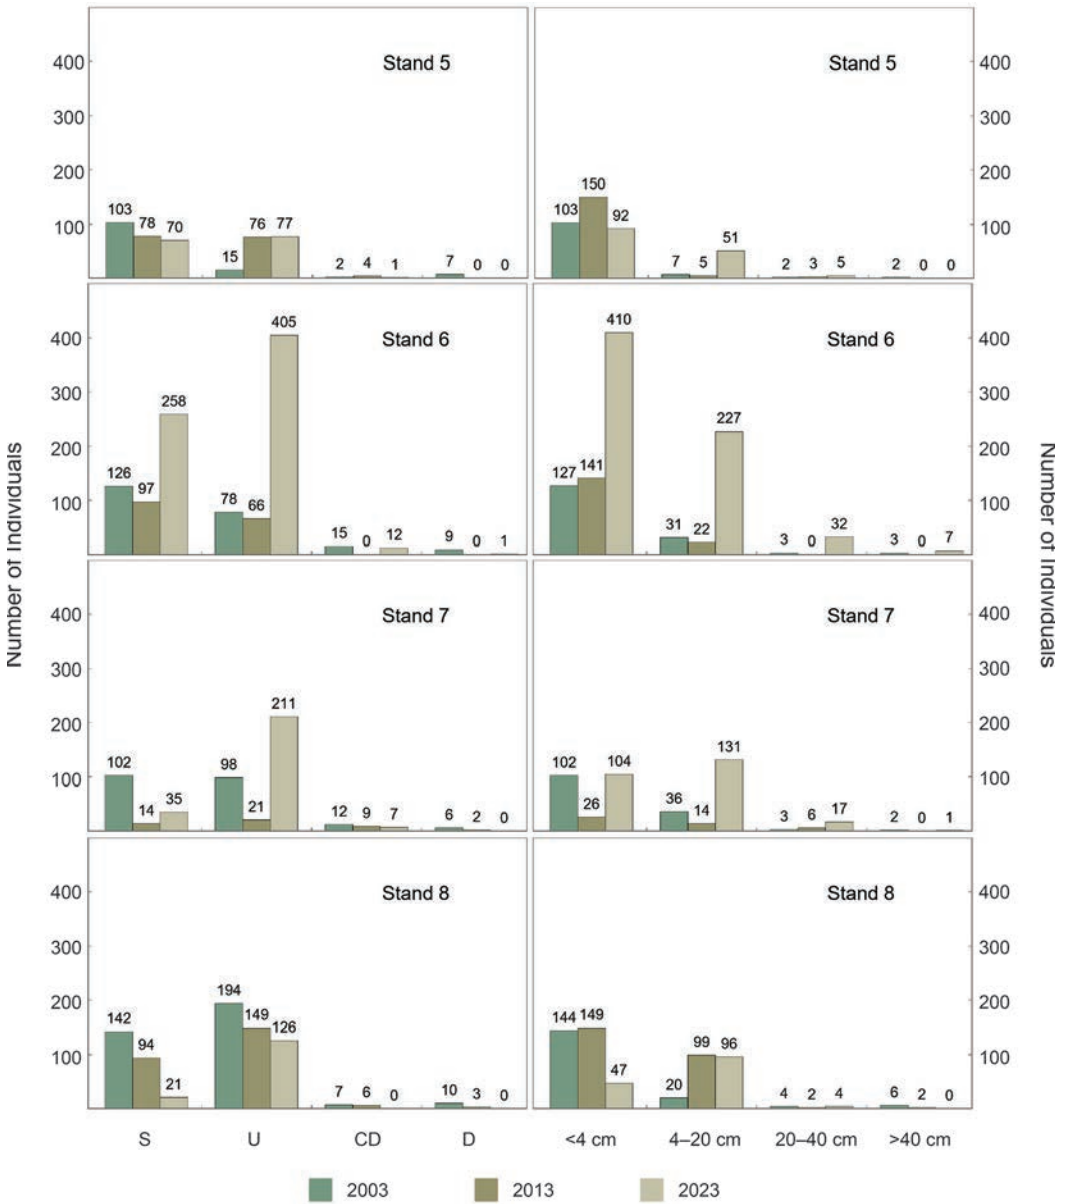 Stand 5
400
300
200
100
103 78 70
15 76 77
2 4 1
7 0 0
Stand 5
400
300
200
100
103 150 92
7 5 51
2 3 5
2 0 0
Stand 6
400
300
200
100
126 97 258
78 66 405
15 0 12
9 0 1
Stand 6
400
300
200
100
127 141 410
31 22 227
3 0 32
3 0 7
Number of Individuals
Number of Individuals
Stand 7
400
300
200
100
102 14 35
98 21 211
12 9 7
6 2 0
Stand 7
400
300
200
100
102 26 104
36 14 131
3 6 17
2 0 1
Stand 8
400
300
200
100
142 94 21
194 149 126
7 6 0
10 3 0
Stand 8
400
300
200
100
144 149 47
20 99 96
4 2 4
6 2 0
S U CD D
<4 cm 4–20 cm 20–40 cm >40 cm
2003 2013 2023